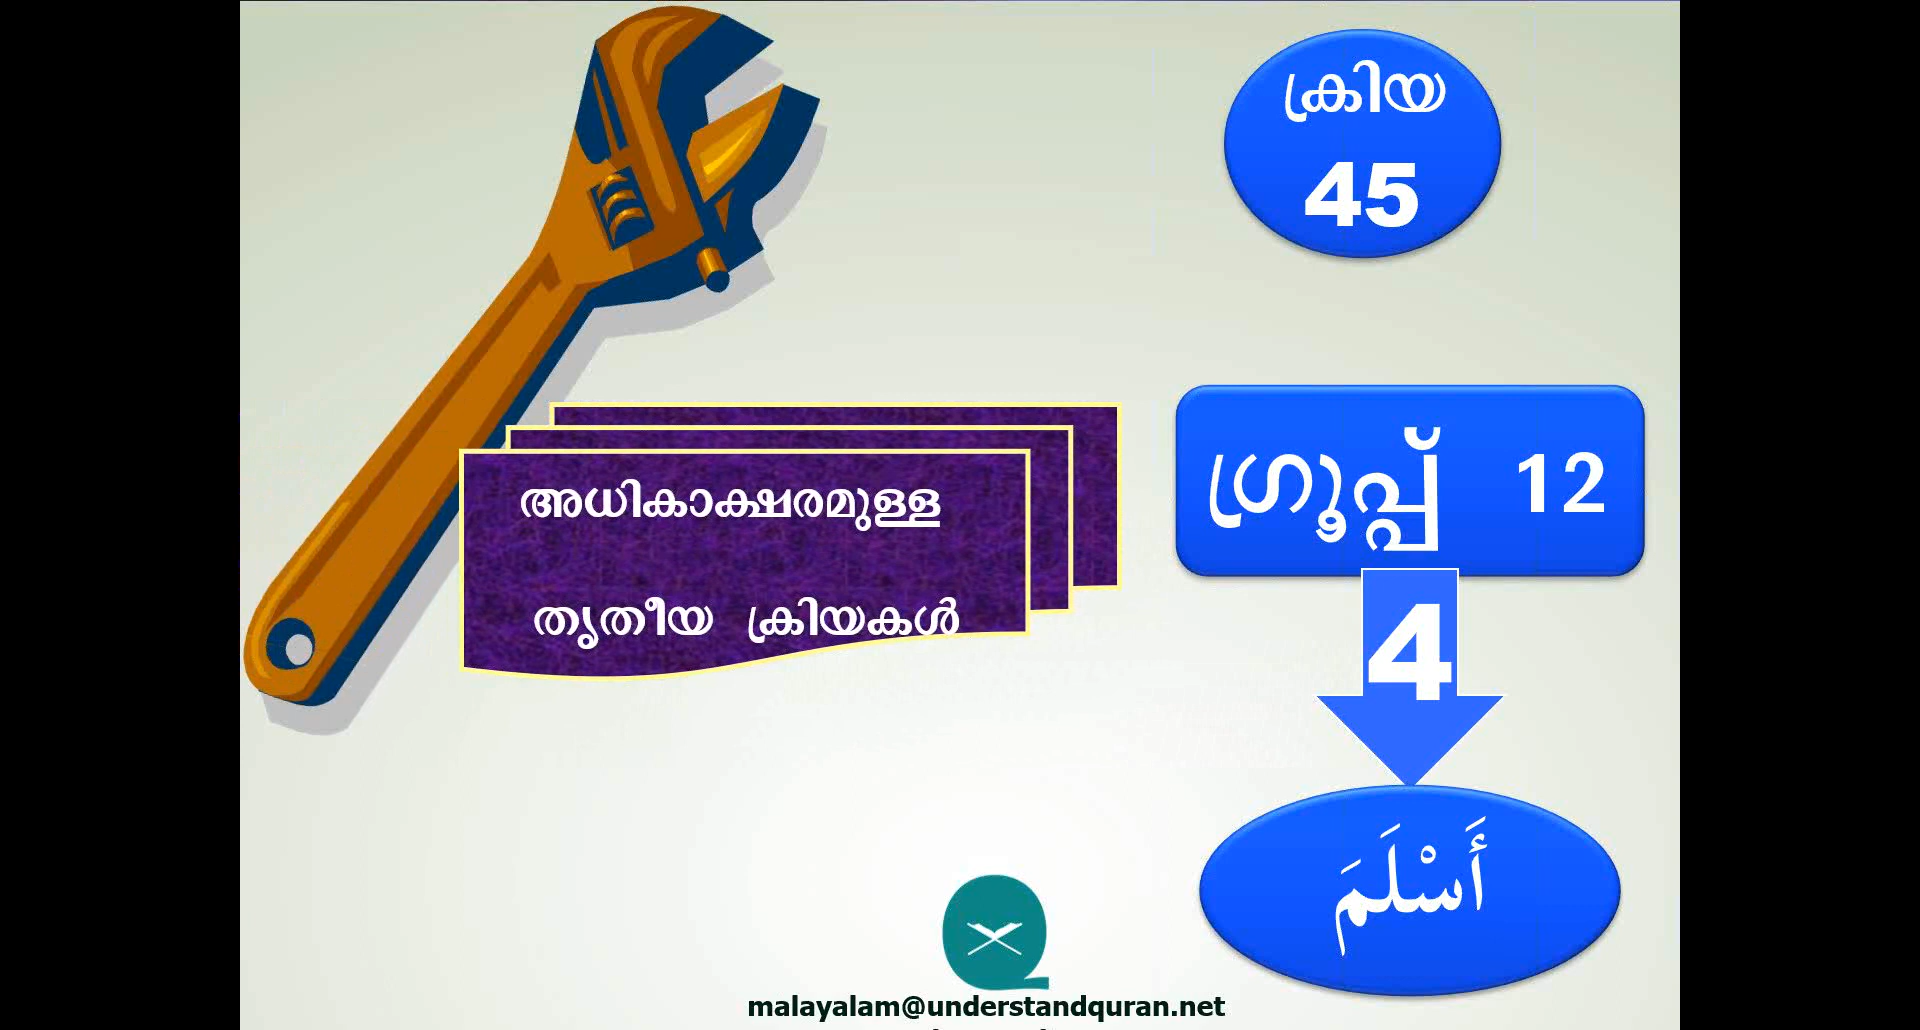 ക്രിയ
45
അധികാക്ഷരമുള്ള
തൃതീയ ക്രിയകൾ
ഗ്രൂപ്പ് 12
4
أَسْلَمَ
malayalam@understandquran.net